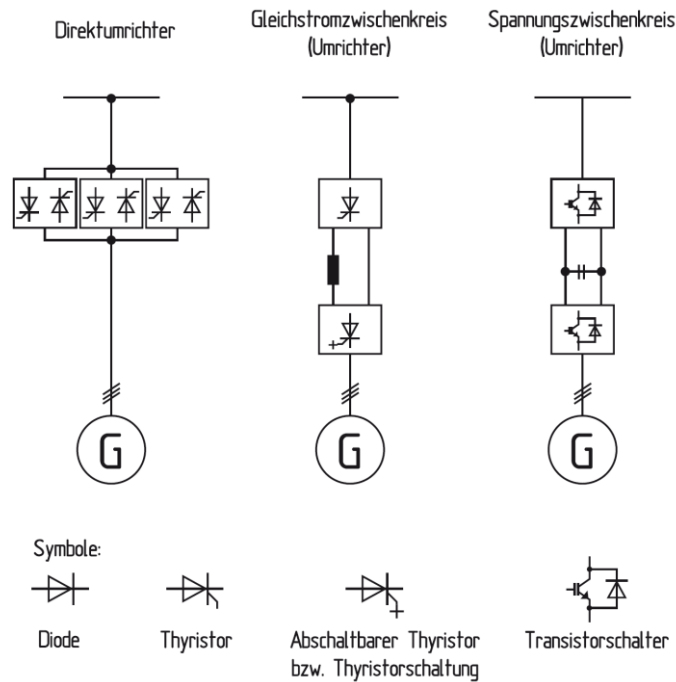 Direktumrichter
Gleichstromzwischenkreis
(Umrichter)
Spannungszwischenkreis
(Umrichter)
G
G
G
Symbole:
Diode
Thyristor
Abschaltbarer Thyristor
bzw. Thyristorschaltung
Transistorschalter